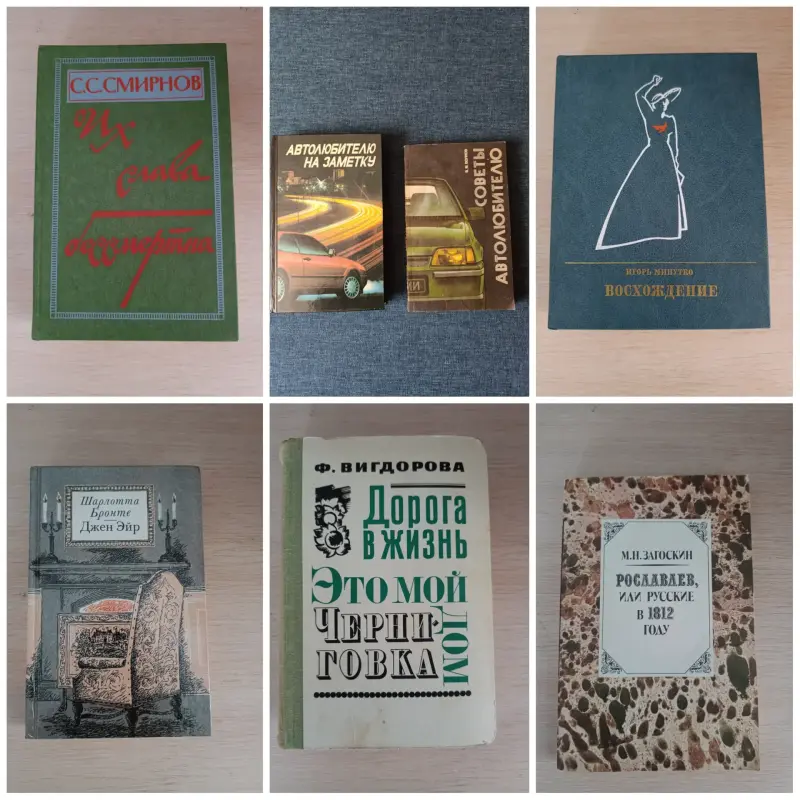 С.С.СМИРНОВ
Их
слава
бессмертна
АВТОЛЮБИТЕЛЮ
НА ЗАМЕТКУ
СОВЕТЫ
АВТОЛЮБИТЕЛЮ
ИГОРЬ МИНУТКО
ВОСХОЖДЕНИЕ
Шарлотта
Бронте
Джен Эйр
Ф. ВИГДОРОВА
Дорога
в жизнь
Это мой
дом
Черни-
говка
М.Н. ЗАГОСКИН
РОСЛАВЛЕВ,
ИЛИ РУССКИЕ
В 1812
ГОДУ